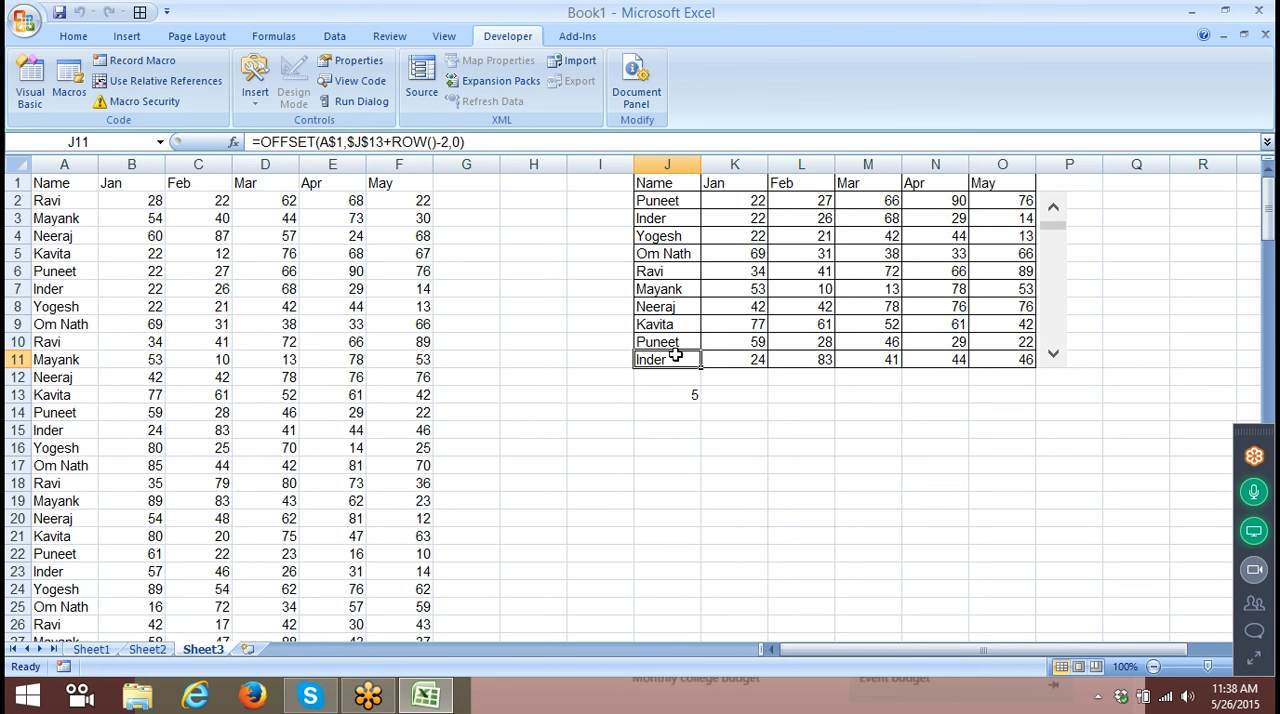 Book1 - Microsoft Excel
Home Insert Page Layout Formulas Data Review View Developer Add-Ins
Visual Basic
Macros
Record Macro
Use Relative References
Macro Security
Code
Insert
Design Mode
Properties
View Code
Run Dialog
Controls
Source
Map Properties
Expansion Packs
Refresh Data
Import
Export
XML
Document Panel
Modify
J11 fx =OFFSET(A$1,$J$13+ROW()-2,0)
A B C D E F G H I J K L M N O P Q R
1 Name Jan Feb Mar Apr May Name Jan Feb Mar Apr May
2 Ravi 28 22 62 68 22 Puneet 22 27 66 90 76
3 Mayank 54 40 44 73 30 Inder 22 26 68 29 14
4 Neeraj 60 87 57 24 68 Yogesh 22 21 42 44 13
5 Kavita 22 12 76 68 67 Om Nath 69 31 38 33 66
6 Puneet 22 27 66 90 76 Ravi 34 41 72 66 89
7 Inder 22 26 68 29 14 Mayank 53 10 13 78 53
8 Yogesh 22 21 42 44 13 Neeraj 42 42 78 76 76
9 Om Nath 69 31 38 33 66 Kavita 77 61 52 61 42
10 Ravi 34 41 72 66 89 Puneet 59 28 46 29 22
11 Mayank 53 10 13 78 53 Inder 24 83 41 44 46
12 Neeraj 42 42 78 76 76
13 Kavita 77 61 52 61 42 5
14 Puneet 59 28 46 29 22
15 Inder 24 83 41 44 46
16 Yogesh 80 25 70 14 25
17 Om Nath 85 44 42 81 70
18 Ravi 35 79 80 73 36
19 Mayank 89 83 43 62 23
20 Neeraj 54 48 62 81 12
21 Kavita 80 20 75 47 63
22 Puneet 61 22 23 16 10
23 Inder 57 46 26 31 14
24 Yogesh 89 54 62 76 62
25 Om Nath 16 72 34 57 59
26 Ravi 42 17 42 30 43
27 Mayank 58 47 88 42 37
Sheet1 Sheet2 Sheet3
Ready 100%
Monthly college budget Event budget
11:38 AM
5/26/2015